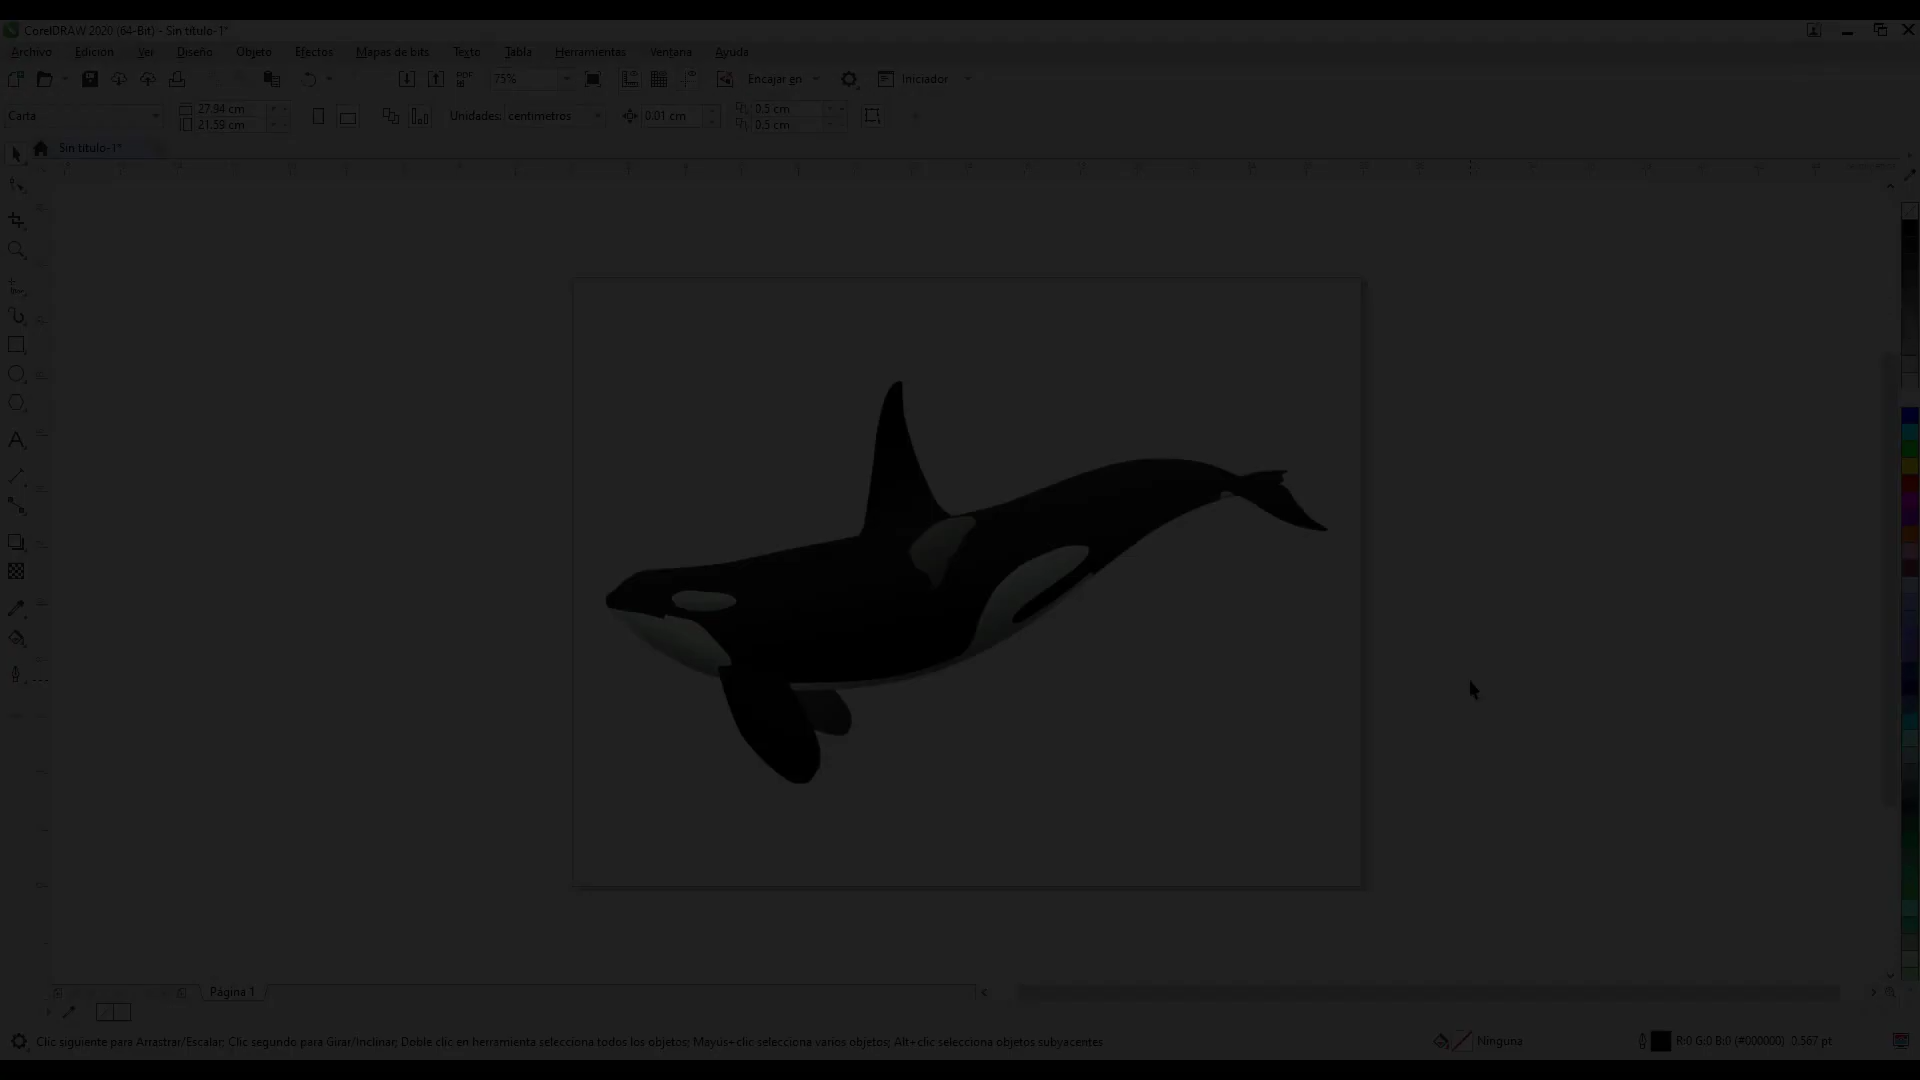 CorelDRAW 2020 (64-Bit) - Sin título-1*
Archivo Edición Ver Diseño Objeto Efectos Mapas de bits Texto Tabla Herramientas Ventana Ayuda
PDF 75% Encajar en Iniciador
Carta 27.94 cm 21.59 cm Unidades: centímetros 0.01 cm 0.5 cm 0.5 cm
Sin título-1*
Página 1
Clic siguiente para Arrastrar/Escalar; Clic segundo para Girar/Inclinar; Doble clic en herramienta selecciona todos los objetos; Mayús+clic selecciona varios objetos; Alt+clic selecciona objetos subyacentes
Ninguna R:0 G:0 B:0 (#000000) 0.567 pt